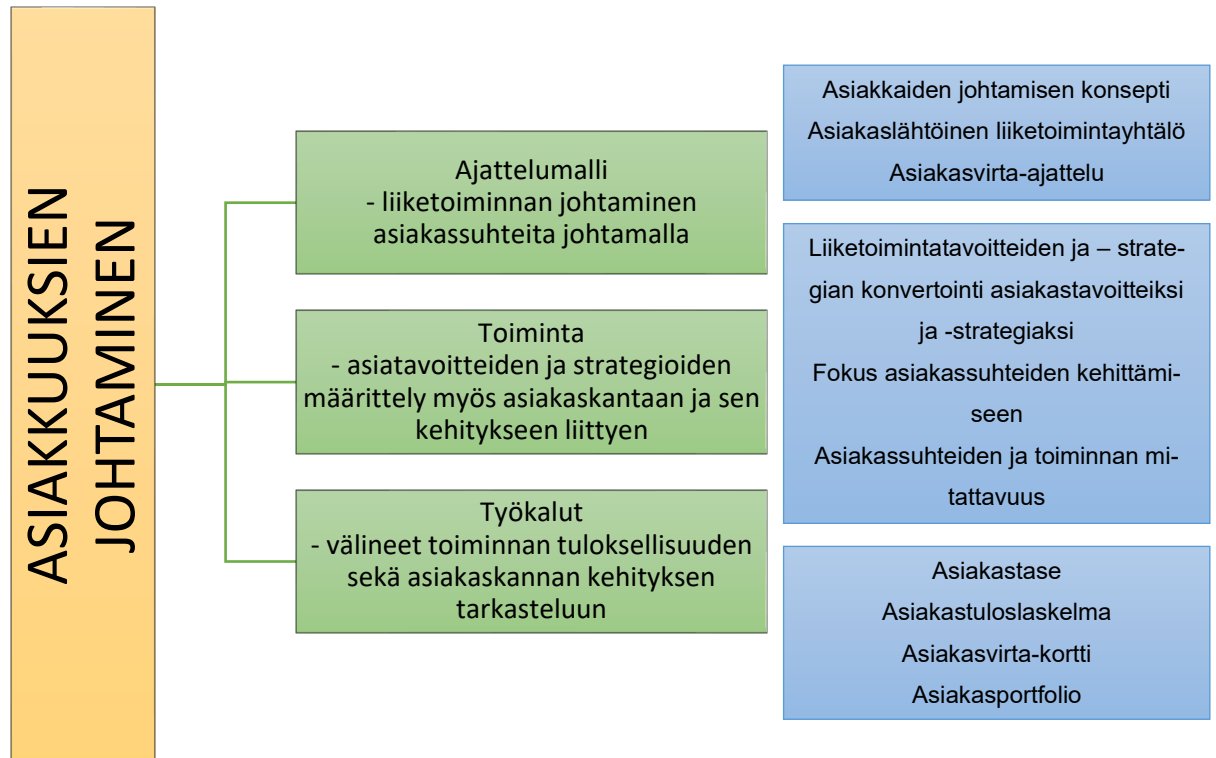 ASIAKKUUKSIEN
JOHTAMINEN
Ajattelumalli
- liiketoiminnan johtaminen
asiakassuhteita johtamalla
Asiakkaiden johtamisen konsepti
Asiakaslähtöinen liiketoimintayhtälö
Asiakasvirta-ajattelu
Toiminta
- asiatavoitteiden ja strategioiden
määrittely myös asiakaskantaan ja sen
kehitykseen liittyen
Liiketoimintatavoitteiden ja – strate-
gian konvertointi asiakastavoitteiksi
ja -strategiaksi
Fokus asiakassuhteiden kehittämi-
seen
Asiakassuhteiden ja toiminnan mi-
tattavuus
Työkalut
- välineet toiminnan tuloksellisuuden
sekä asiakaskannan kehityksen
tarkasteluun
Asiakastase
Asiakastuloslaskelma
Asiakasvirta-kortti
Asiakasportfolio